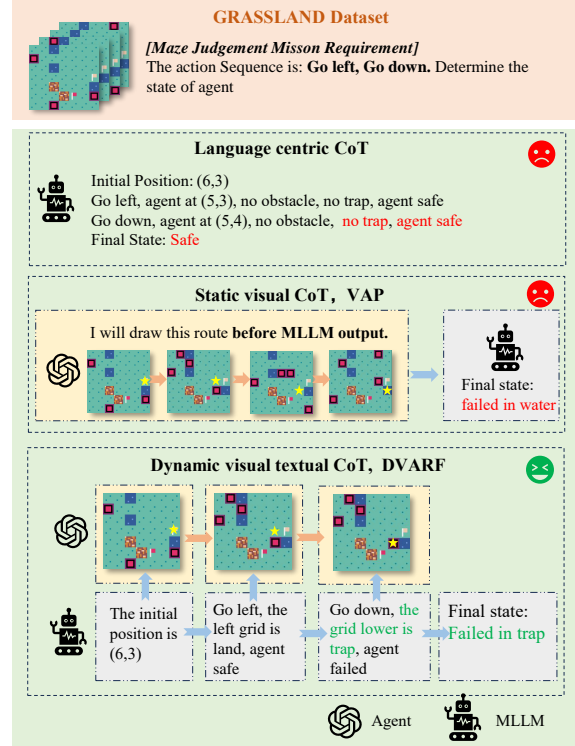 GRASSLAND Dataset
[Maze Judgement Misson Requirement]
The action Sequence is: Go left, Go down. Determine the
state of agent
Language centric CoT
Initial Position: (6,3)
Go left, agent at (5,3), no obstacle, no trap, agent safe
Go down, agent at (5,4), no obstacle, no trap, agent safe
Final State: Safe
Static visual CoT，VAP
I will draw this route before MLLM output.
Final state:
failed in water
Dynamic visual textual CoT, DVARF
The initial
position is
(6,3)
Go left, the
left grid is
land, agent
safe
Go down, the
grid lower is
trap, agent
failed
Final state:
Failed in trap
Agent
MLLM